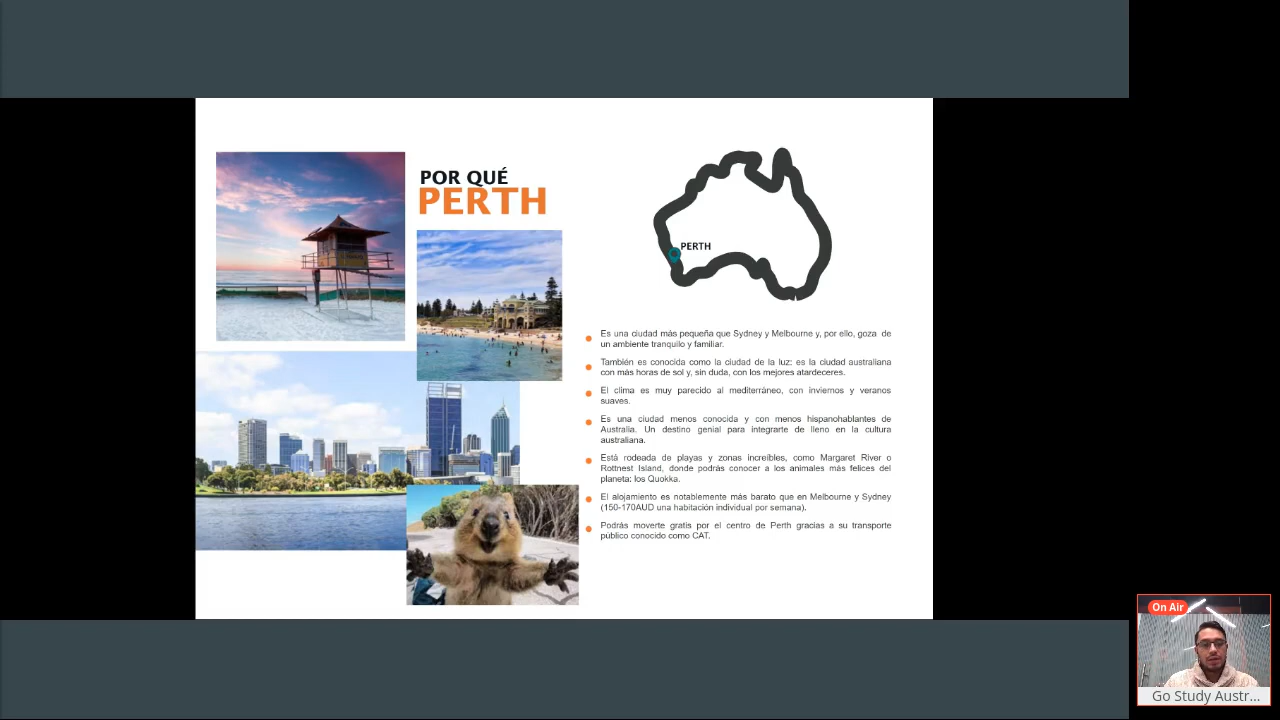 POR QUÉ
PERTH
PERTH
Es una ciudad más pequeña que Sydney y Melbourne y, por ello, goza de
un ambiente tranquilo y familiar.
También es conocida como la ciudad de la luz: es la ciudad australiana
con más horas de sol y, sin duda, con los mejores atardeceres.
El clima es muy parecido al mediterráneo, con inviernos y veranos
suaves.
Es una ciudad menos conocida y con menos hispanohablantes de
Australia. Un destino genial para integrarte de lleno en la cultura
australiana.
Está rodeada de playas y zonas increíbles, como Margaret River o
Rottnest Island, donde podrás conocer a los animales más felices del
planeta: los Quokka.
El alojamiento es notablemente más barato que en Melbourne y Sydney
(150-170AUD una habitación individual por semana).
Podrás moverte gratis por el centro de Perth gracias a su transporte
público conocido como CAT.
On Air
Go Study Austr...